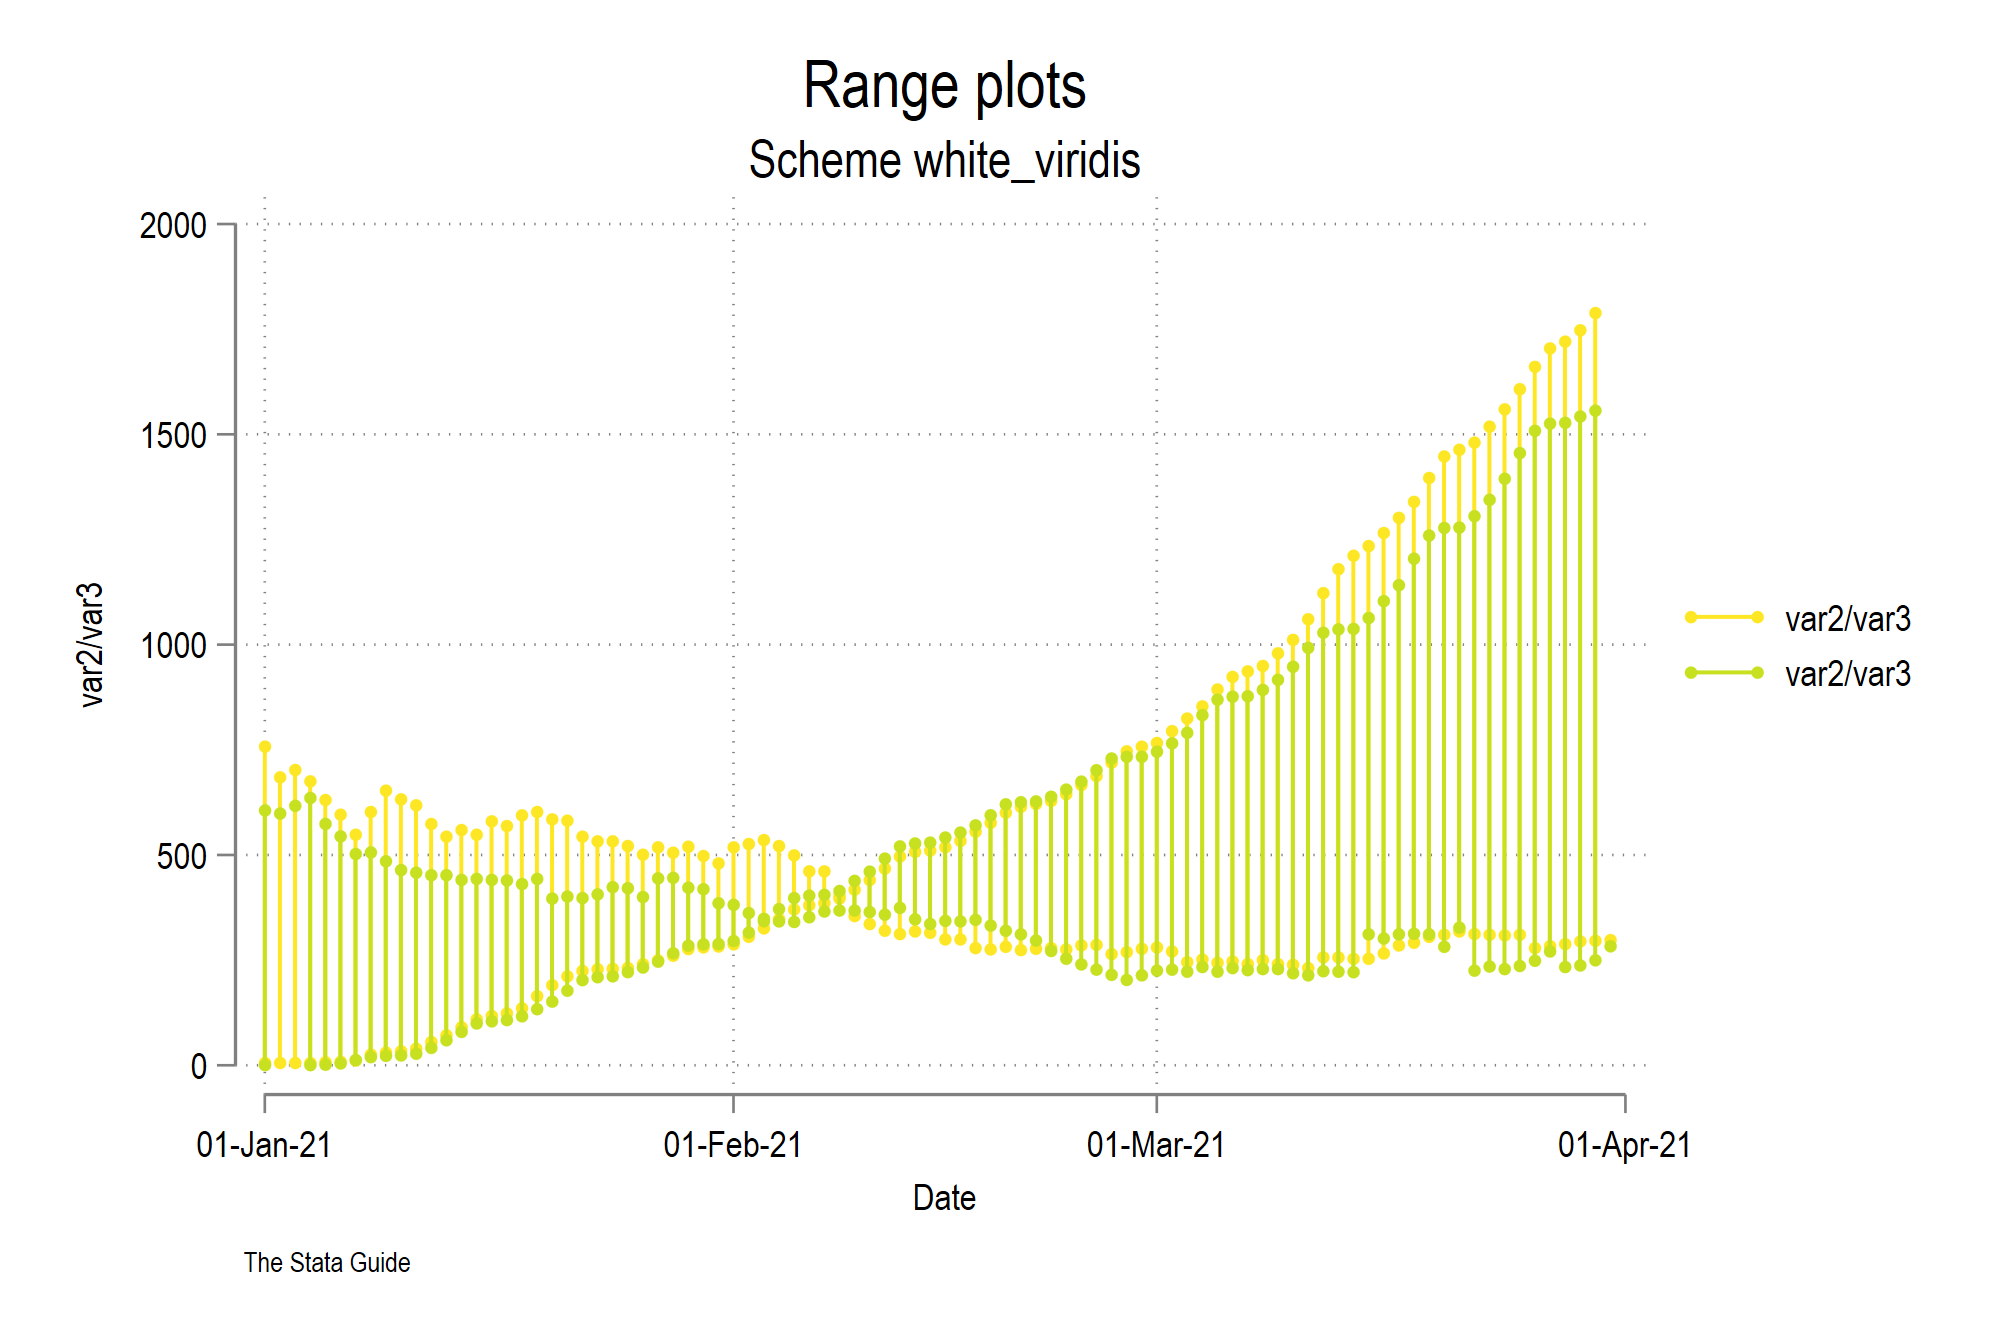 Range plots
Scheme white_viridis
2000
1500
1000
500
0
var2/var3
var2/var3
var2/var3
01-Jan-21
01-Feb-21
01-Mar-21
01-Apr-21
Date
The Stata Guide